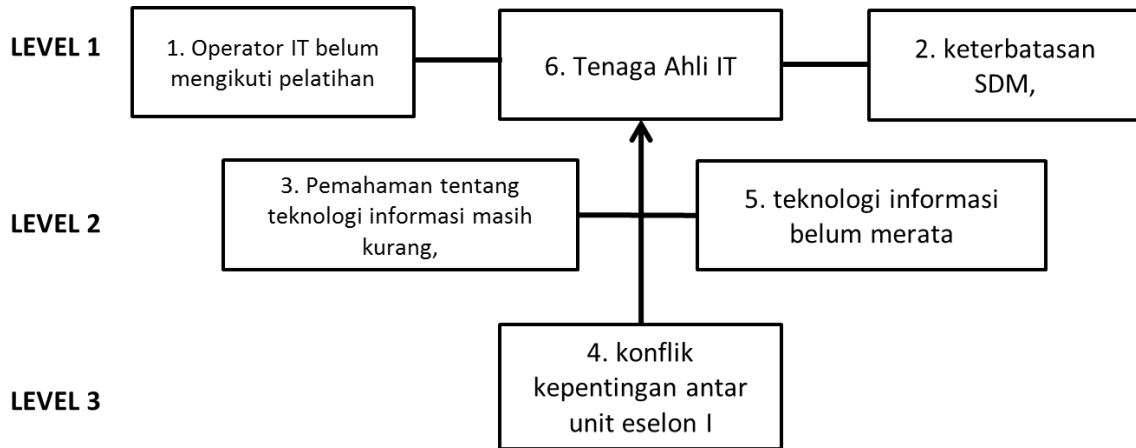 LEVEL 1
1. Operator IT belum
mengikuti pelatihan
6. Tenaga Ahli IT
2. keterbatasan
SDM,
LEVEL 2
3. Pemahaman tentang
teknologi informasi masih
kurang,
5. teknologi informasi
belum merata
LEVEL 3
4. konflik
kepentingan antar
unit eselon I